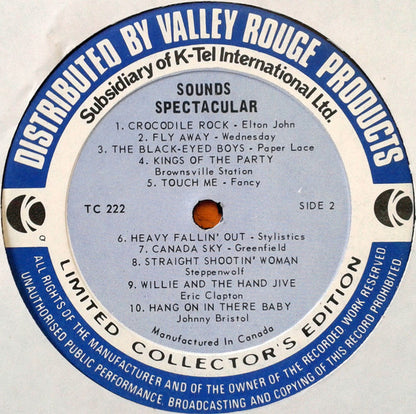 DISTRIBUTED BY VALLEY ROUGE PRODUCTS
Subsidiary of K-Tel International Ltd.
SOUNDS
SPECTACULAR
1. CROCODILE ROCK - Elton John
2. FLY AWAY - Wednesday
3. THE BLACK-EYED BOYS - Paper Lace
4. KINGS OF THE PARTY
Brownsville Station
5. TOUCH ME - Fancy
TC 222
SIDE 2
6. HEAVY FALLIN' OUT - Stylistics
7. CANADA SKY - Greenfield
8. STRAIGHT SHOOTIN' WOMAN
Steppenwolf
9. WILLIE AND THE HAND JIVE
Eric Clapton
10. HANG ON IN THERE BABY
Johnny Bristol
Manufactured In Canada
LIMITED COLLECTOR'S EDITION
ALL RIGHTS OF THE MANUFACTURER AND OF THE OWNER OF THE RECORDED WORK RESERVED
UNAUTHORISED PUBLIC PERFORMANCE, BROADCASTING AND COPYING OF THIS RECORD PROHIBITED.
K
K